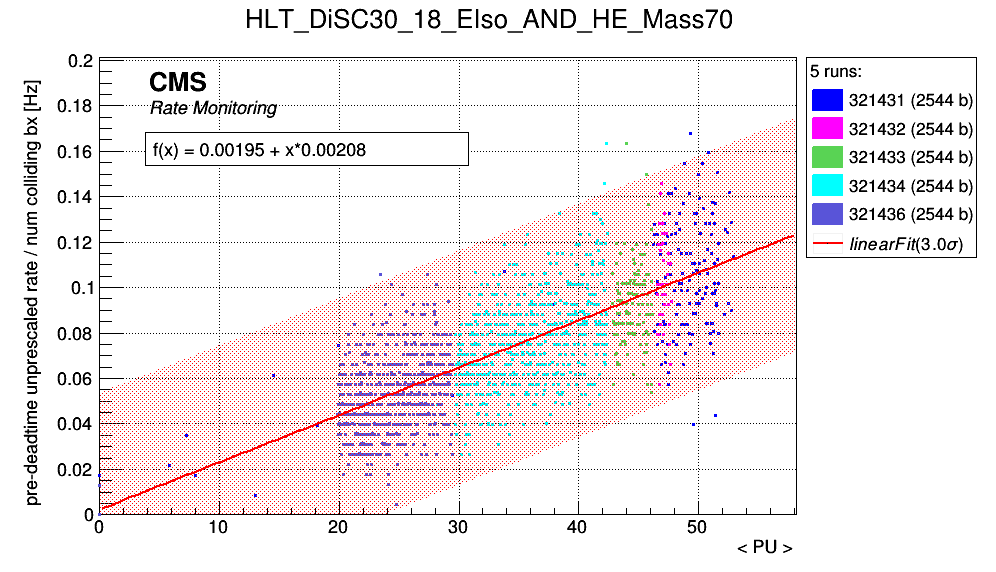 HLT_DiSC30_18_EIso_AND_HE_Mass70
pre-deadtime unprescaled rate / num colliding bx [Hz]
0.2
0.18
0.16
0.14
0.12
0.1
0.08
0.06
0.04
0.02
0
CMS
Rate Monitoring
f(x) = 0.00195 + x*0.00208
0 10 20 30 40 50
< PU >
5 runs:
321431 (2544 b)
321432 (2544 b)
321433 (2544 b)
321434 (2544 b)
321436 (2544 b)
linearFit(3.0σ)